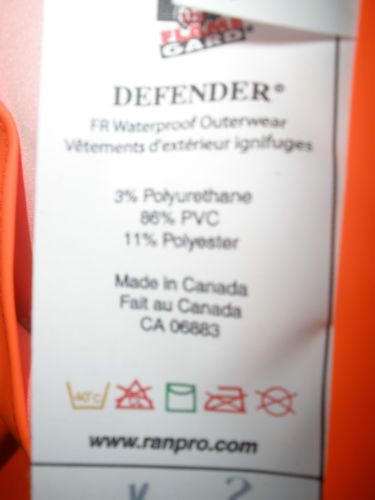 FLAME
GARD®
DEFENDER®
FR Waterproof Outerwear
Vêtements d'extérieur ignifuges
3% Polyurethane
86% PVC
11% Polyester
Made in Canada
Fait au Canada
CA 06883
40°C
www.ranpro.com